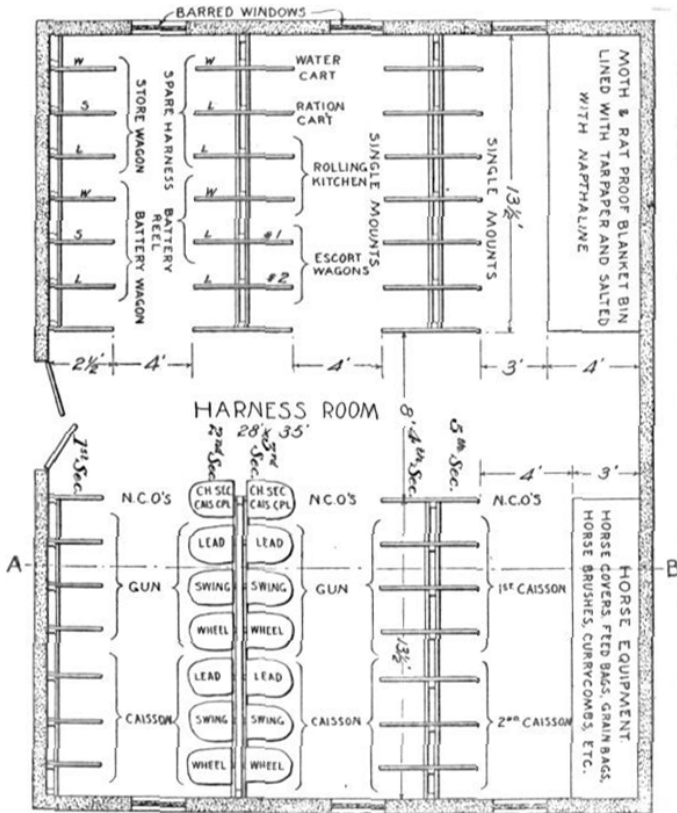 BARRED WINDOWS
W
S
L
W
S
L
STORE WAGON
BATTERY WAGON
SPARE HARNESS
BATTERY REEL
W
L
L
W
L #1
L #2
WATER CART
RATION CART
ROLLING KITCHEN
ESCORT WAGONS
SINGLE MOUNTS
SINGLE MOUNTS
13½'
MOTH & RAT PROOF BLANKET BIN
LINED WITH TARPAPER AND SALTED
WITH NAPTHALINE
2½'
4'
4'
3'
4'
HARNESS ROOM
28' x 35'
8'
1st Sec.
2nd Sec.
3rd Sec.
4th Sec.
5th Sec.
4'
3'
N.C.O'S
CH SEC
CAIS CPL
CH SEC
CAIS CPL
N.C.O'S
N.C.O'S
LEAD
LEAD
A
B
GUN
SWING
SWING
GUN
1ST CAISSON
WHEEL
WHEEL
13½'
LEAD
LEAD
CAISSON
SWING
SWING
CAISSON
2ND CAISSON
WHEEL
WHEEL
HORSE EQUIPMENT.
HORSE COVERS, FEED BAGS, GRAIN BAGS,
HORSE BRUSHES, CURRYCOMBS, ETC.